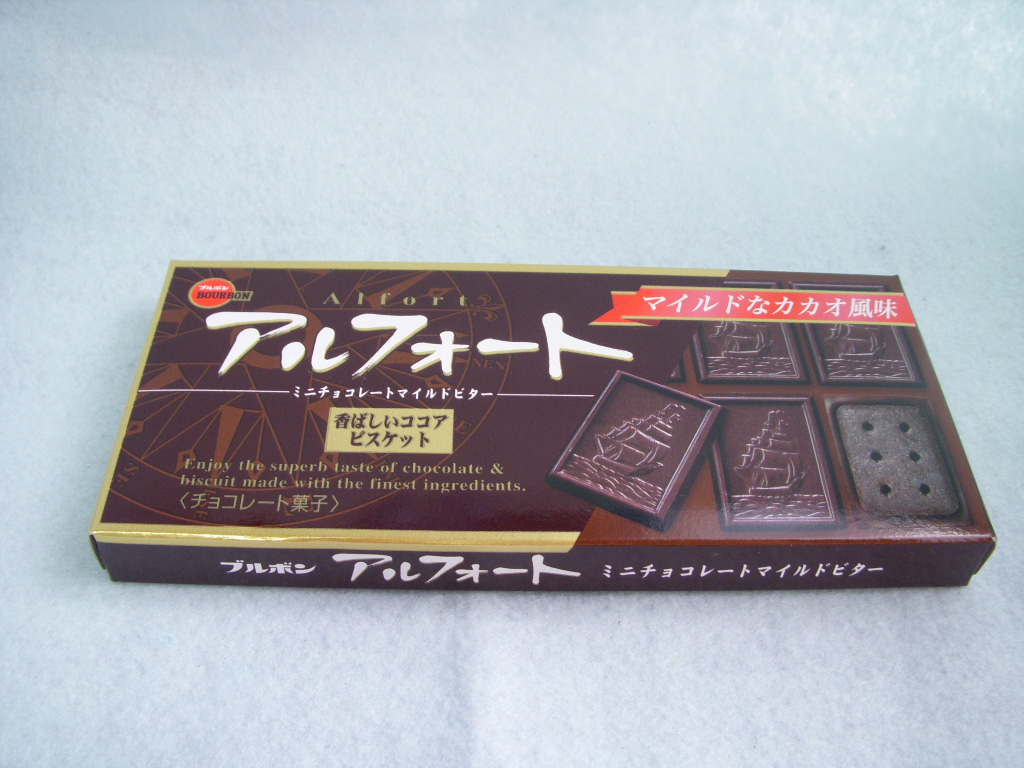 ブルボン
BOURBON
Alfort
マイルドなカカオ風味
アルフォート
ミニチョコレートマイルドビター
香ばしいココア
ビスケット
Enjoy the superb taste of chocolate &
biscuit made with the finest ingredients.
〈チョコレート菓子〉
ブルボン アルフォート ミニチョコレートマイルドビター